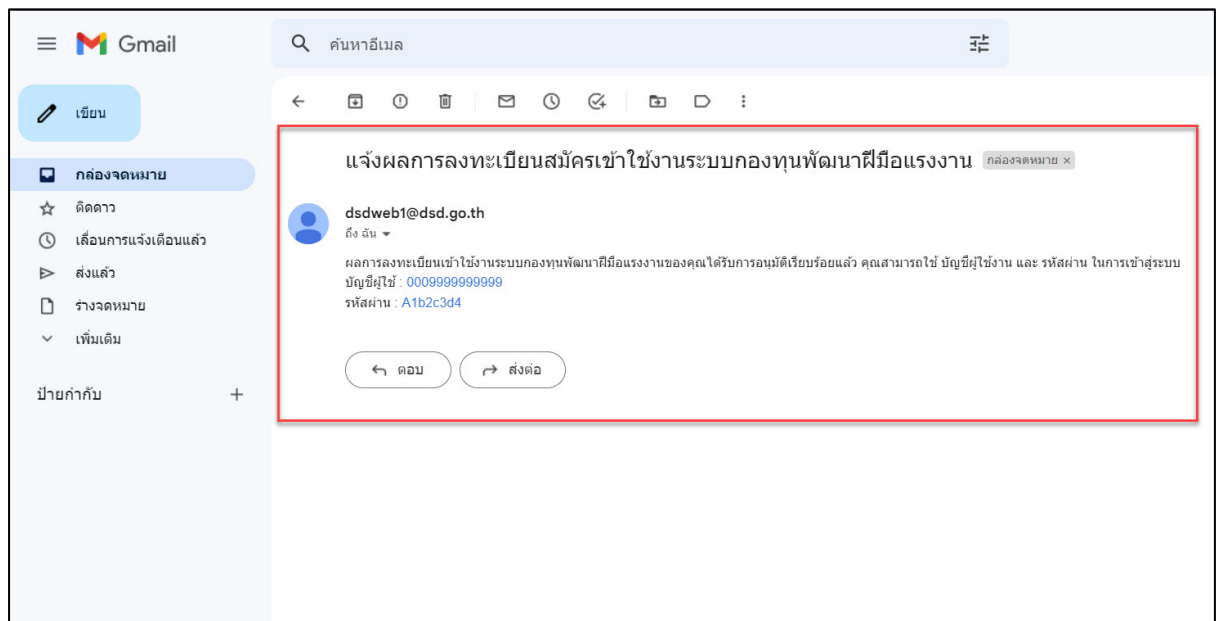 Gmail
ค้นหาอีเมล
เขียน
กล่องจดหมาย
ติดดาว
เลื่อนการแจ้งเตือนแล้ว
ส่งแล้ว
ร่างจดหมาย
เพิ่มเติม
ป้ายกำกับ
แจ้งผลการลงทะเบียนสมัครเข้าใช้งานระบบกองทุนพัฒนาฝีมือแรงงาน กล่องจดหมาย ×
dsdweb1@dsd.go.th
ถึง ฉัน
ผลการลงทะเบียนเข้าใช้งานระบบกองทุนพัฒนาฝีมือแรงงานของคุณได้รับการอนุมัติเรียบร้อยแล้ว คุณสามารถใช้ บัญชีผู้ใช้งาน และ รหัสผ่าน ในการเข้าสู่ระบบ
บัญชีผู้ใช้ : 0009999999999
รหัสผ่าน : A1b2c3d4
ตอบ
ส่งต่อ